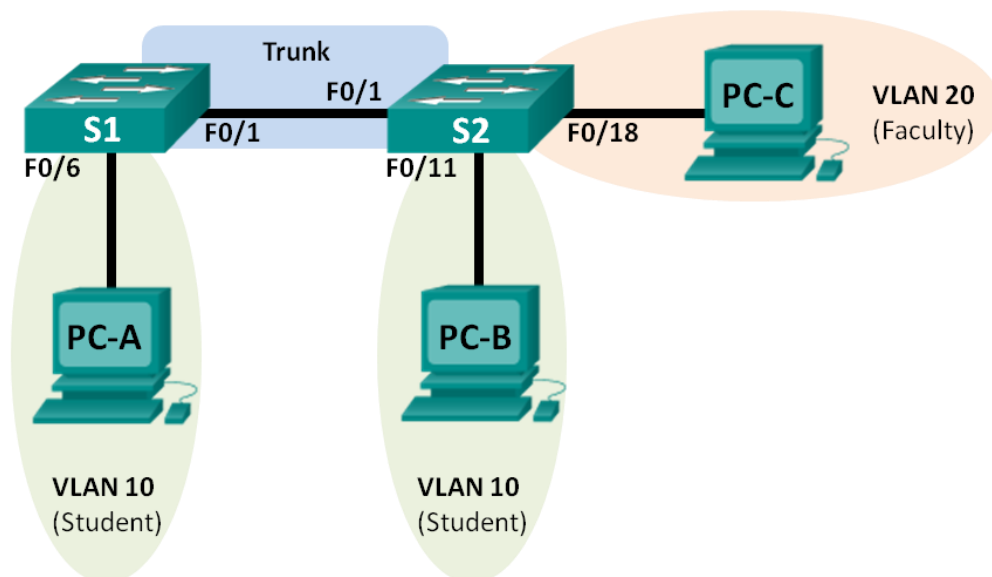 Trunk
F0/1
S1
F0/1
S2
F0/18
PC-C
VLAN 20
(Faculty)
F0/6
F0/11
PC-A
PC-B
VLAN 10
(Student)
VLAN 10
(Student)